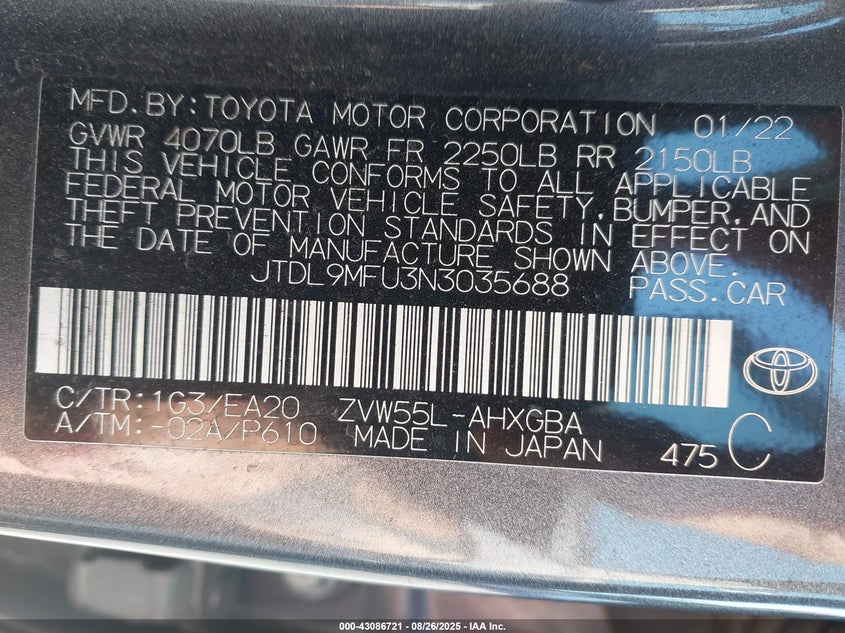 MFD.BY:TOYOTA MOTOR CORPORATION 01/22
GVWR 4070LB GAWR FR 2250LB RR 2150LB
THIS VEHICLE CONFORMS TO ALL APPLICABLE
FEDERAL MOTOR VEHICLE SAFETY,BUMPER,AND
THEFT PREVENTION STANDARDS IN EFFECT ON
THE DATE OF MANUFACTURE SHOWN ABOVE.
JTDL9MFU3N3035688 PASS.CAR
C/TR:1G3/EA20 ZVW55L-AHXGBA
A/TM:-02A/P610 MADE IN JAPAN 475 C
000-43086721 - 08/26/2025 - IAA Inc.